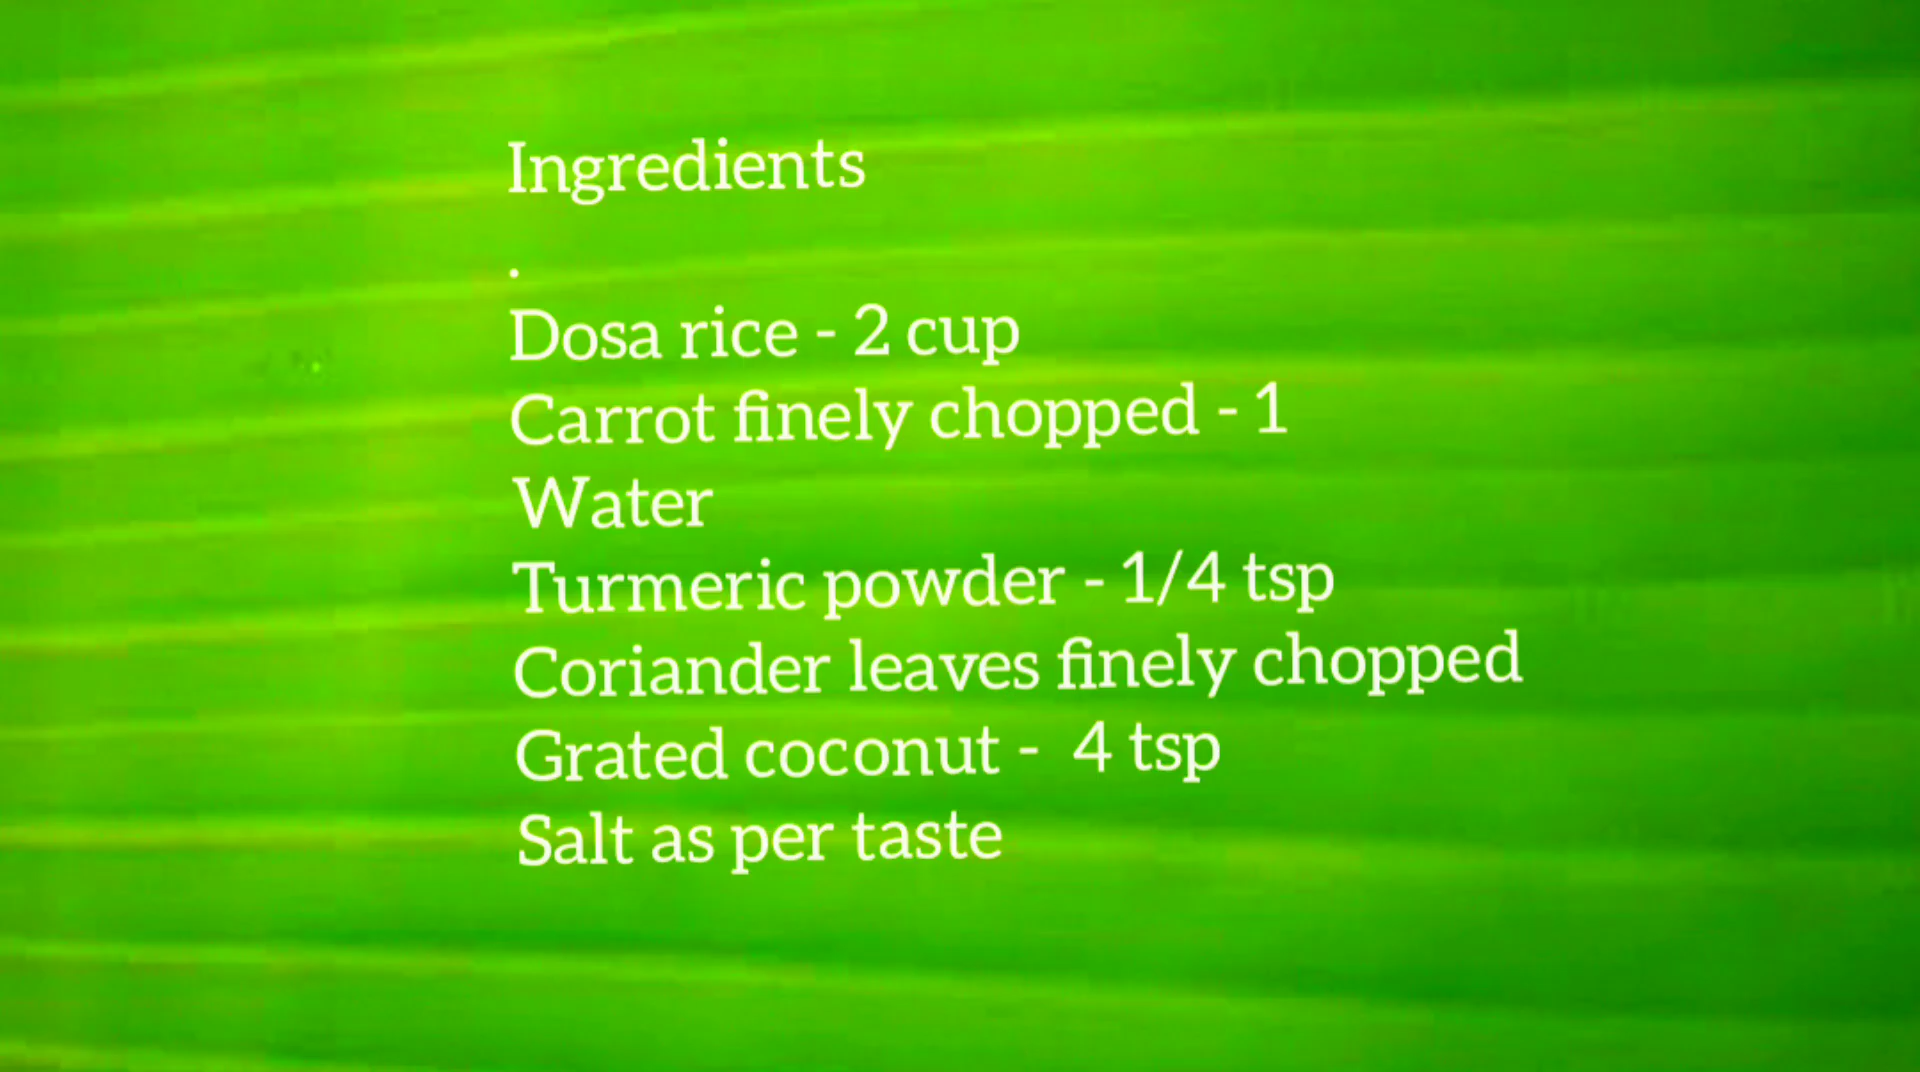 Ingredients
.
Dosa rice - 2 cup
Carrot finely chopped - 1
Water
Turmeric powder - 1/4 tsp
Coriander leaves finely chopped
Grated coconut -  4 tsp
Salt as per taste